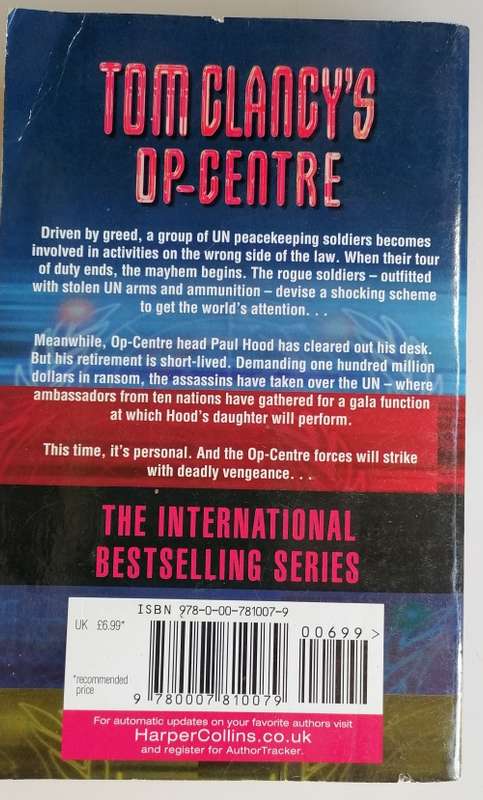 TOM CLANCY'S
OP-CENTRE
Driven by greed, a group of UN peacekeeping soldiers becomes
involved in activities on the wrong side of the law. When their tour
of duty ends, the mayhem begins. The rogue soldiers – outfitted
with stolen UN arms and ammunition – devise a shocking scheme
to get the world's attention. . .
Meanwhile, Op-Centre head Paul Hood has cleared out his desk.
But his retirement is short-lived. Demanding one hundred million
dollars in ransom, the assassins have taken over the UN – where
ambassadors from ten nations have gathered for a gala function
at which Hood's daughter will perform.
This time, it's personal. And the Op-Centre forces will strike
with deadly vengeance. . .
THE INTERNATIONAL
BESTSELLING SERIES
ISBN 978-0-00-781007-9
UK £6.99*
00699>
*recommended
price
9 780007 810079
For automatic updates on your favorite authors visit
HarperCollins.co.uk
and register for AuthorTracker.